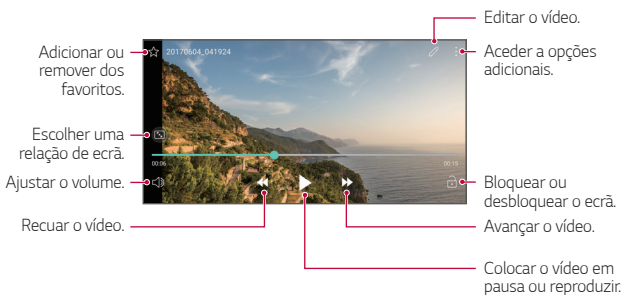 Editar o vídeo.
Adicionar ou
remover dos
favoritos.
20170604_041924
Aceder a opções
adicionais.
Escolher uma
relação de ecrã.
00:06
00:15
Ajustar o volume.
Bloquear ou
desbloquear o ecrã.
Recuar o vídeo.
Avançar o vídeo.
Colocar o vídeo em
pausa ou reproduzir.